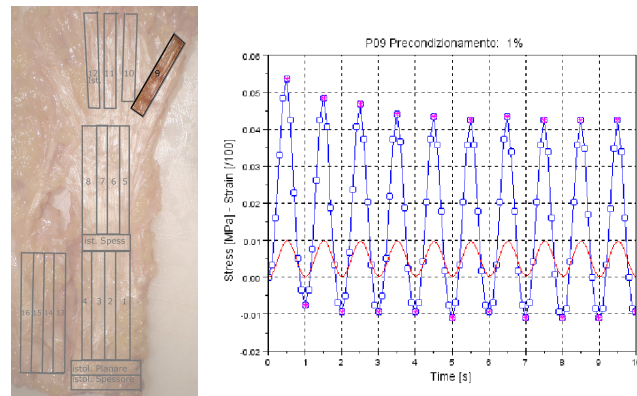 12 11 10
Ist.
9
8 7 6 5
ist. Spess
4 3 2 1
16 15 14 13
istol. Planare
istol. Spessore
P09 Precondizionamento: 1%
Stress [MPa] - Strain [/100]
0.06
0.05
0.04
0.03
0.02
0.01
0.00
-0.01
-0.02
0 1 2 3 4 5 6 7 8 9 10
Time [s]